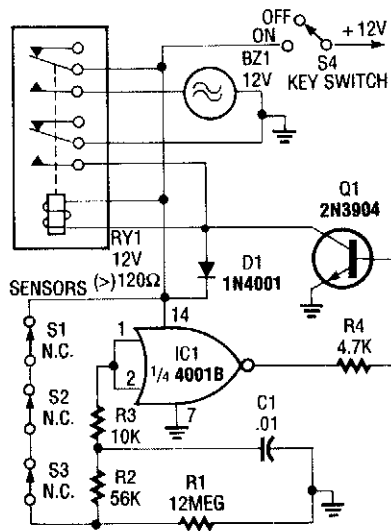 OFF
ON
+12V
S4
KEY SWITCH
BZ1
12V
Q1
2N3904
RY1
12V
(>)120Ω
D1
1N4001
SENSORS
S1
N.C.
S2
N.C.
S3
N.C.
14
1
2
IC1
1/4 4001B
7
R4
4.7K
R3
10K
C1
.01
R2
56K
R1
12MEG